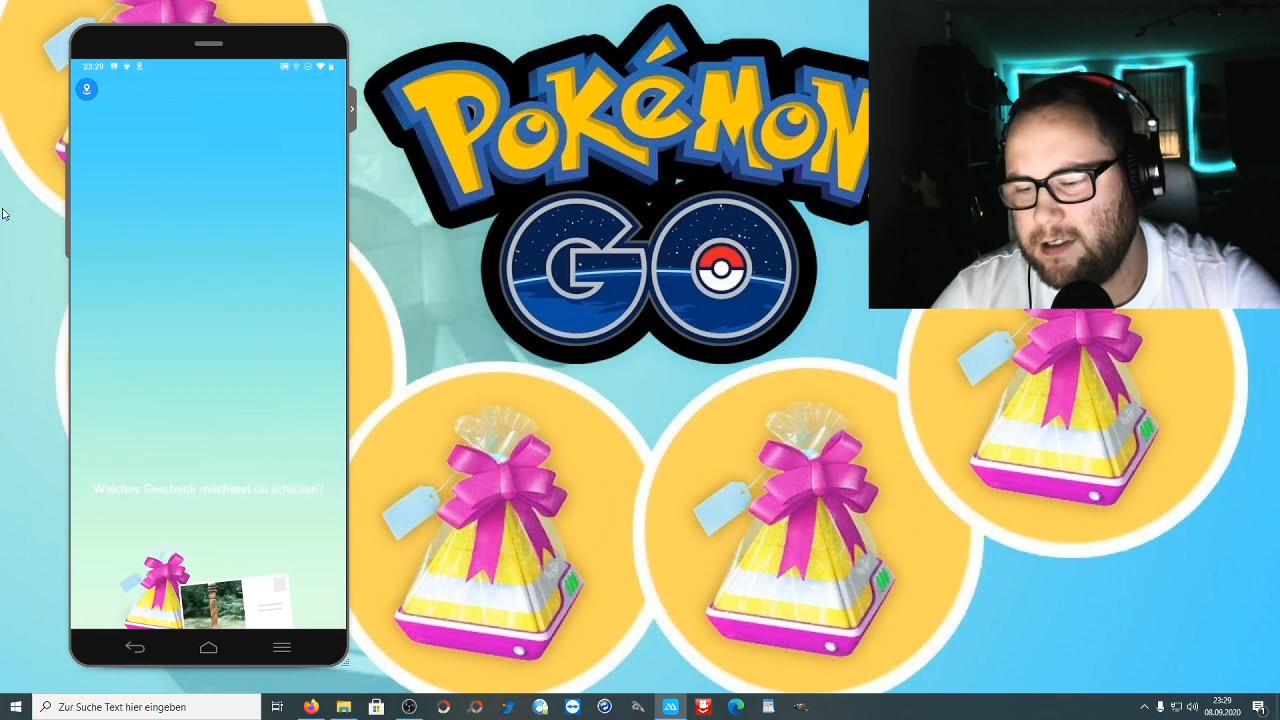 23:29
POKÉMON
GO
Welches Geschenk möchtest du schicken?
Zur Suche Text hier eingeben
23:29
08.09.2020